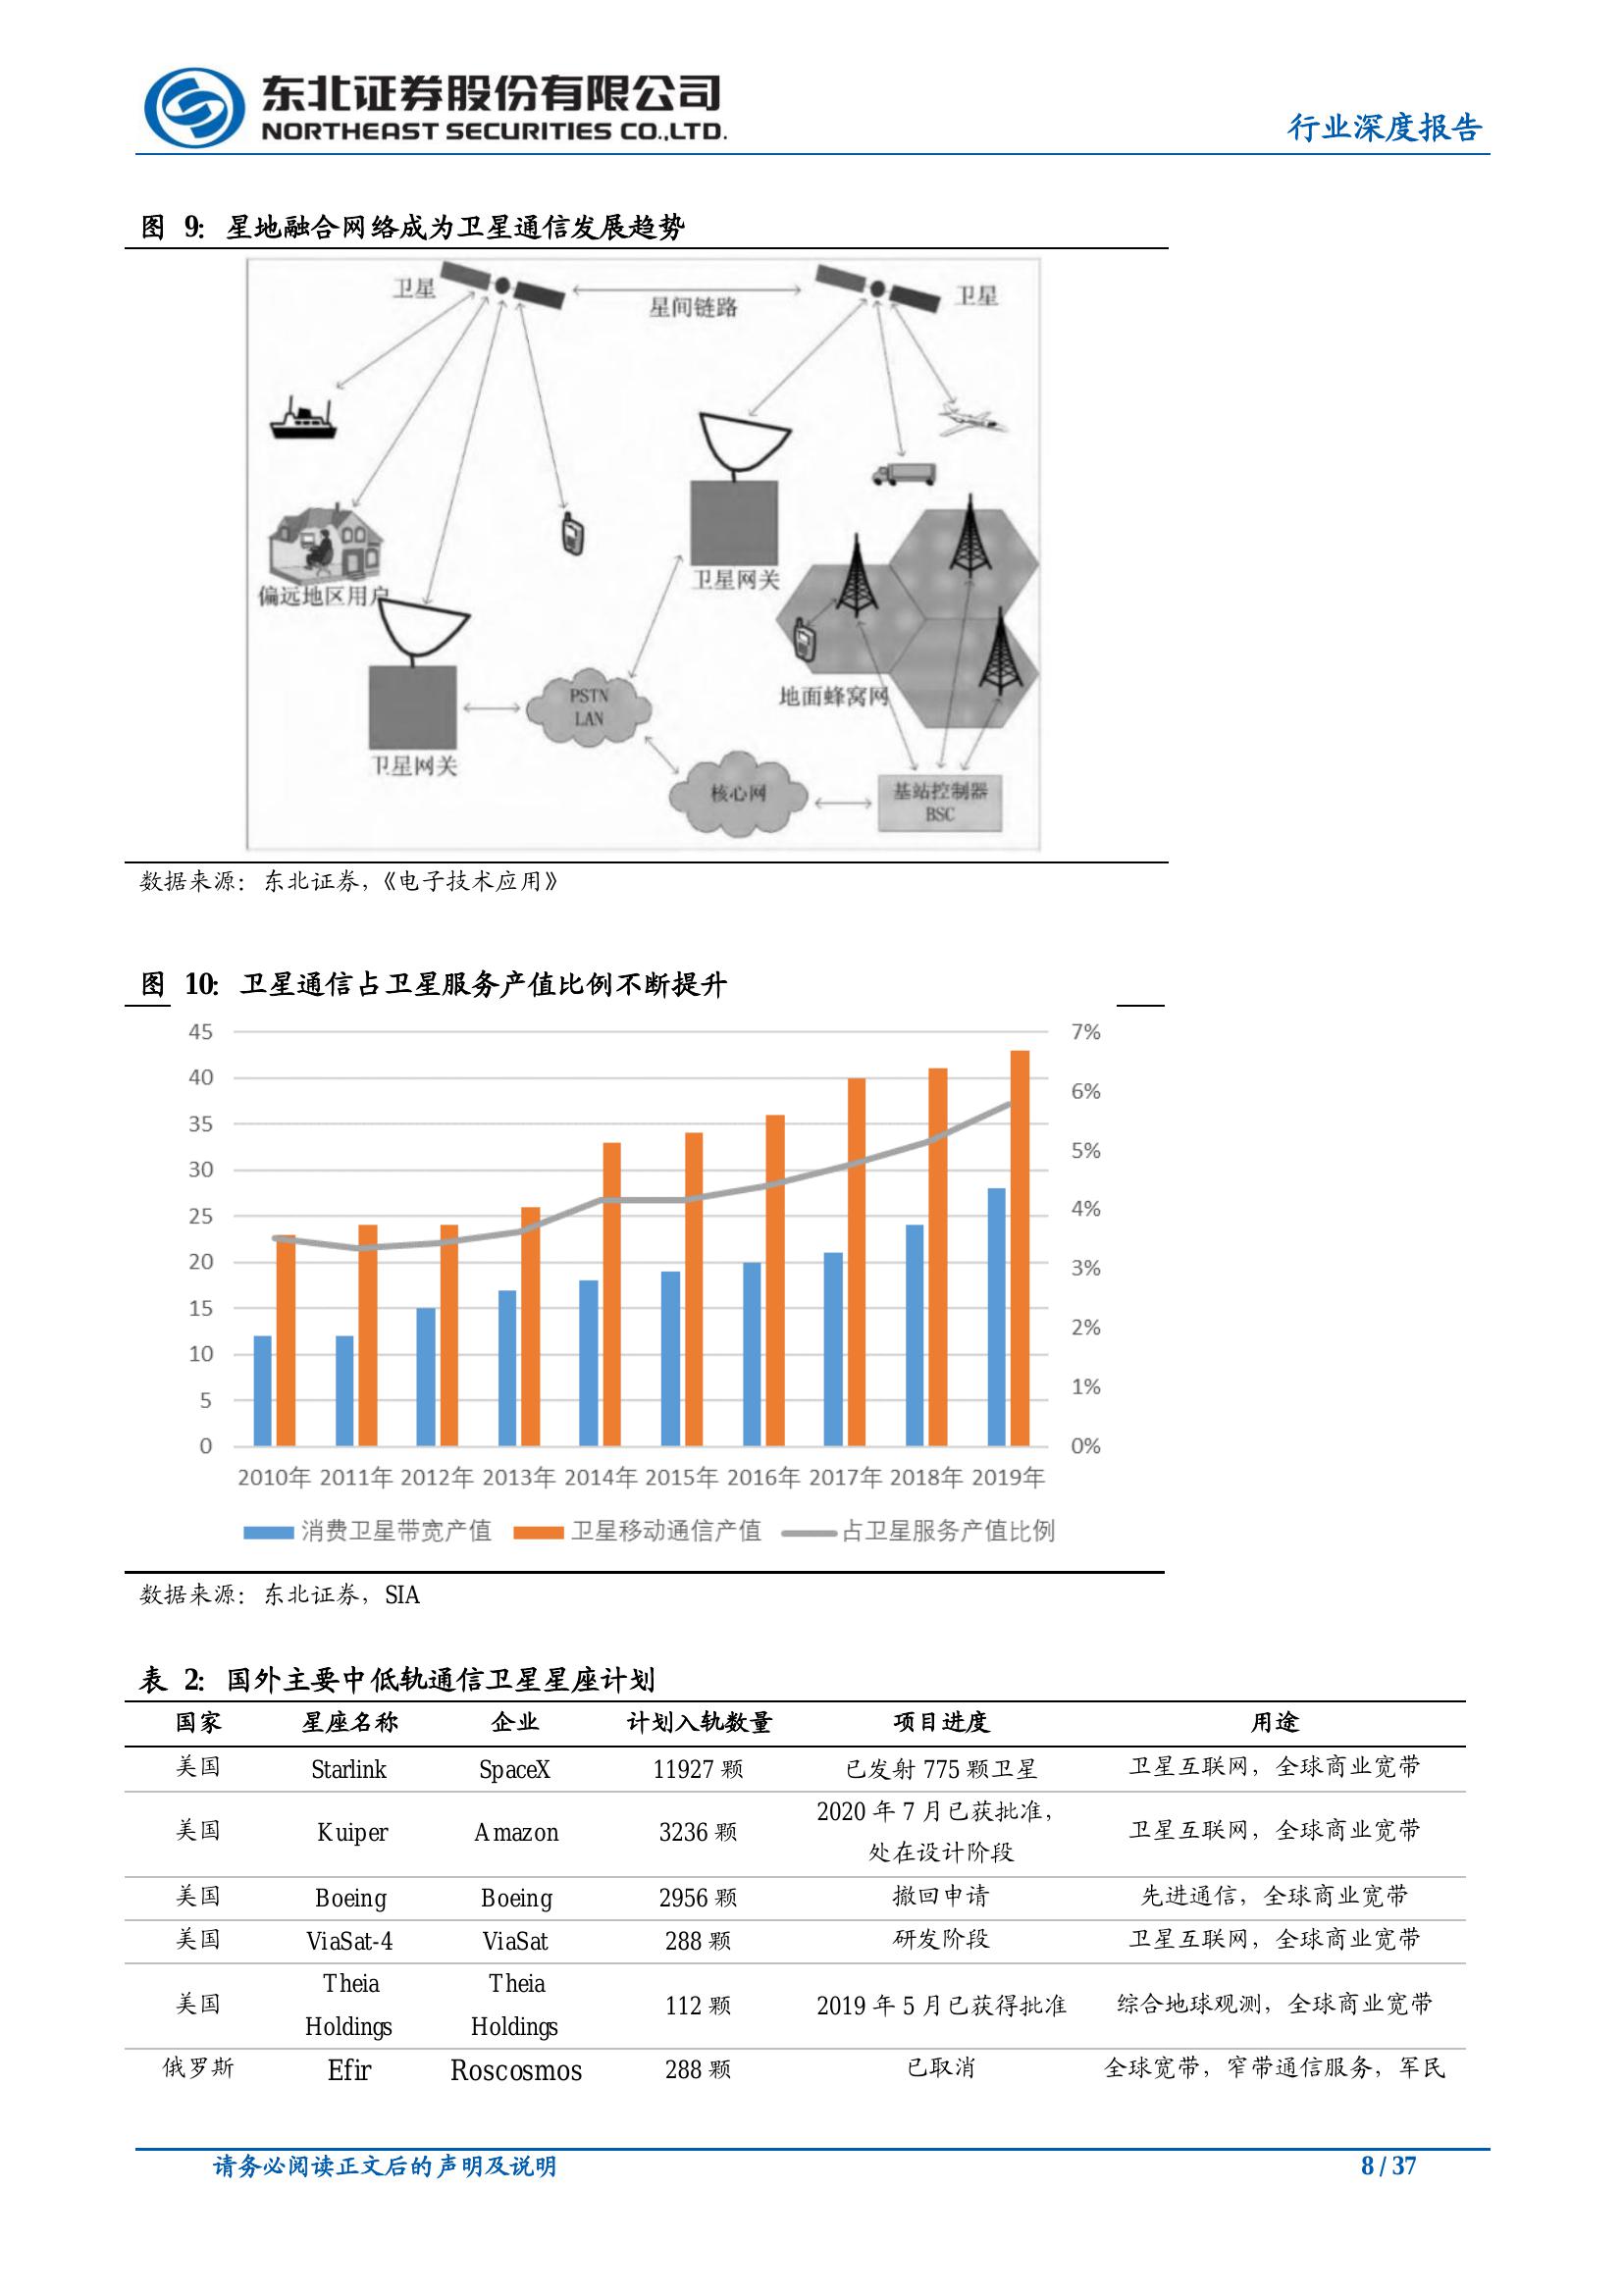 东北证券股份有限公司
NORTHEAST SECURITIES CO.,LTD.
行业深度报告
图 9：星地融合网络成为卫星通信发展趋势
卫星
星间链路
卫星
偏远地区用户
卫星网关
地面蜂窝网
PSTN
LAN
卫星网关
核心网
基站控制器
BSC
数据来源：东北证券，《电子技术应用》
图 10：卫星通信占卫星服务产值比例不断提升
45 7%
40 6%
35 5%
30
25 4%
20 3%
15 2%
10 1%
5
0 0%
2010年 2011年 2012年 2013年 2014年 2015年 2016年 2017年 2018年 2019年
消费卫星带宽产值 卫星移动通信产值 占卫星服务产值比例
数据来源：东北证券，SIA
表 2：国外主要中低轨通信卫星星座计划
国家 星座名称 企业 计划入轨数量 项目进度 用途
美国 Starlink SpaceX 11927 颗 已发射 775 颗卫星 卫星互联网，全球商业宽带
美国 Kuiper Amazon 3236 颗 2020 年 7 月已获批准，
处在设计阶段 卫星互联网，全球商业宽带
美国 Boeing Boeing 2956 颗 撤回申请 先进通信，全球商业宽带
美国 ViaSat-4 ViaSat 288 颗 研发阶段 卫星互联网，全球商业宽带
Theia Theia
美国 112 颗 2019 年 5 月已获得批准 综合地球观测，全球商业宽带
Holdings Holdings
俄罗斯 Efir Roscosmos 288 颗 已取消 全球宽带，窄带通信服务，军民
请务必阅读正文后的声明及说明 8 / 37